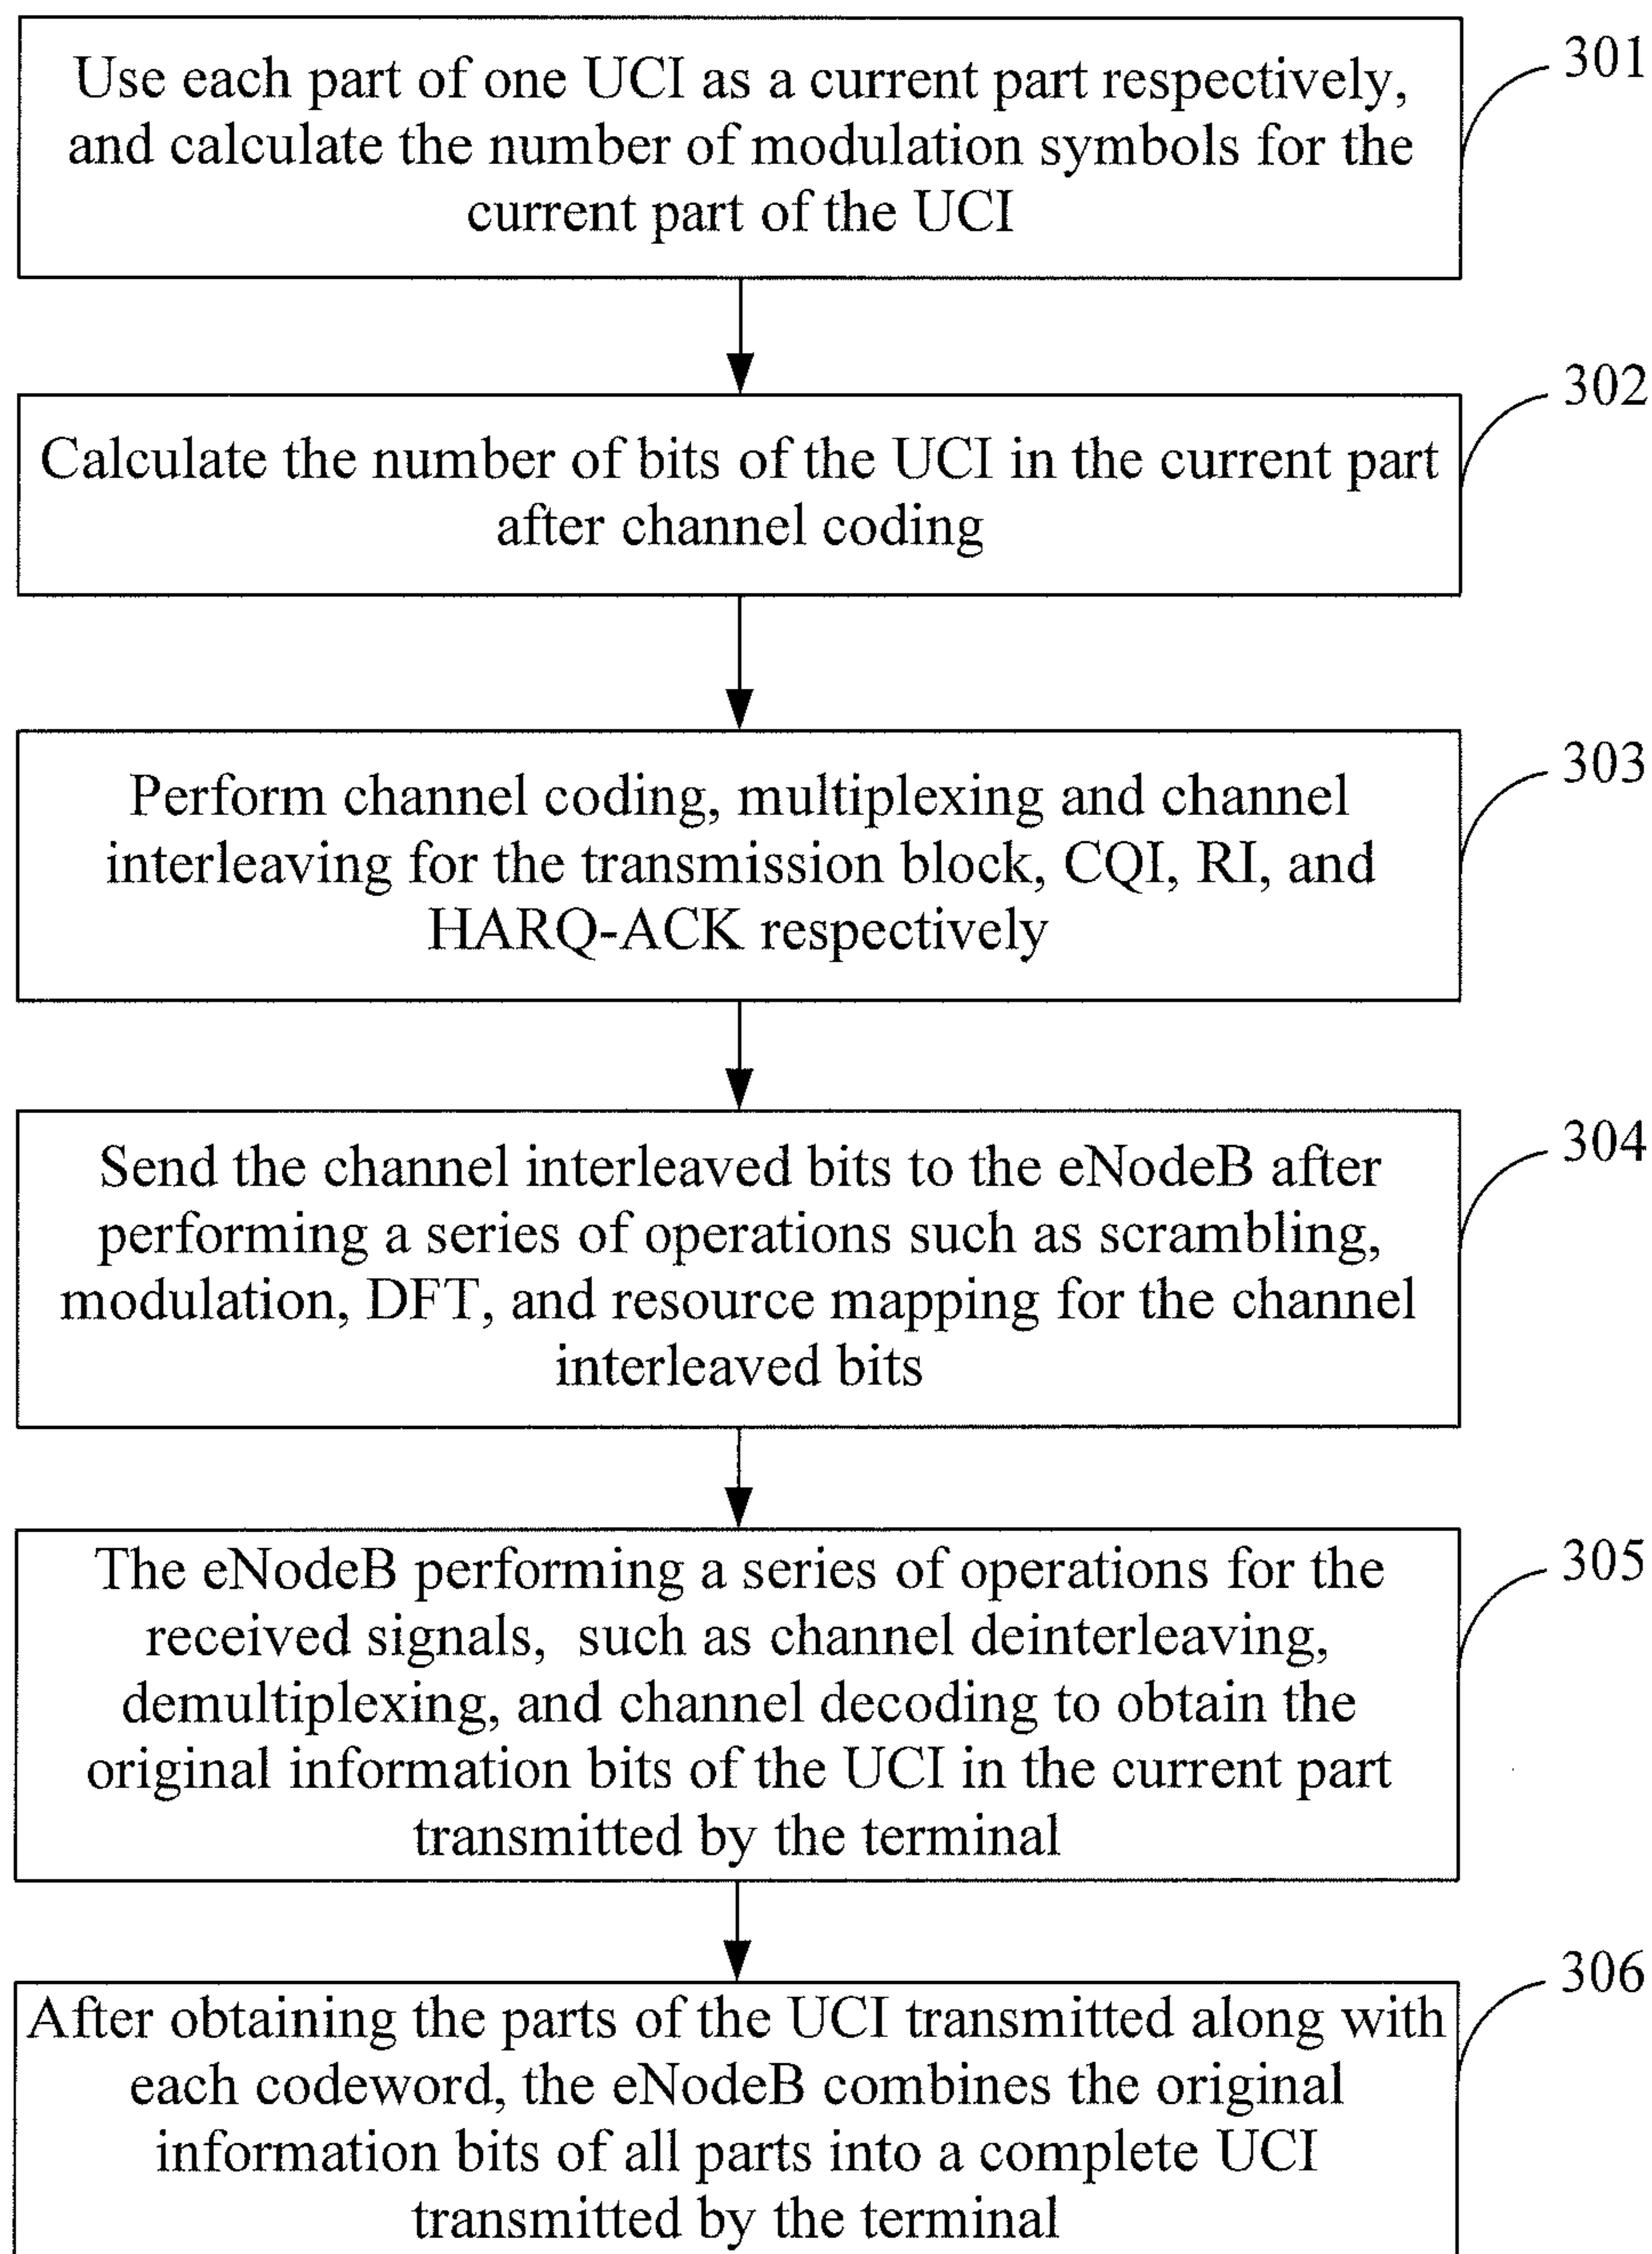 Use each part of one UCI as a current part respectively,
and calculate the number of modulation symbols for the
current part of the UCI
301
Calculate the number of bits of the UCI in the current part
after channel coding
302
Perform channel coding, multiplexing and channel
interleaving for the transmission block, CQI, RI, and
HARQ-ACK respectively
303
Send the channel interleaved bits to the eNodeB after
performing a series of operations such as scrambling,
modulation, DFT, and resource mapping for the channel
interleaved bits
304
The eNodeB performing a series of operations for the
received signals, such as channel deinterleaving,
demultiplexing, and channel decoding to obtain the
original information bits of the UCI in the current part
transmitted by the terminal
305
After obtaining the parts of the UCI transmitted along with
each codeword, the eNodeB combines the original
information bits of all parts into a complete UCI
transmitted by the terminal
306